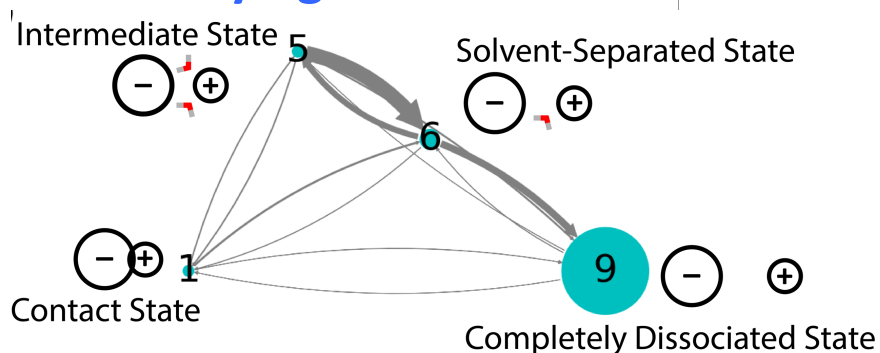 Intermediate State
5
Solvent-Separated State
− +
− +
6
− +
1
9
− +
Contact State
Completely Dissociated State